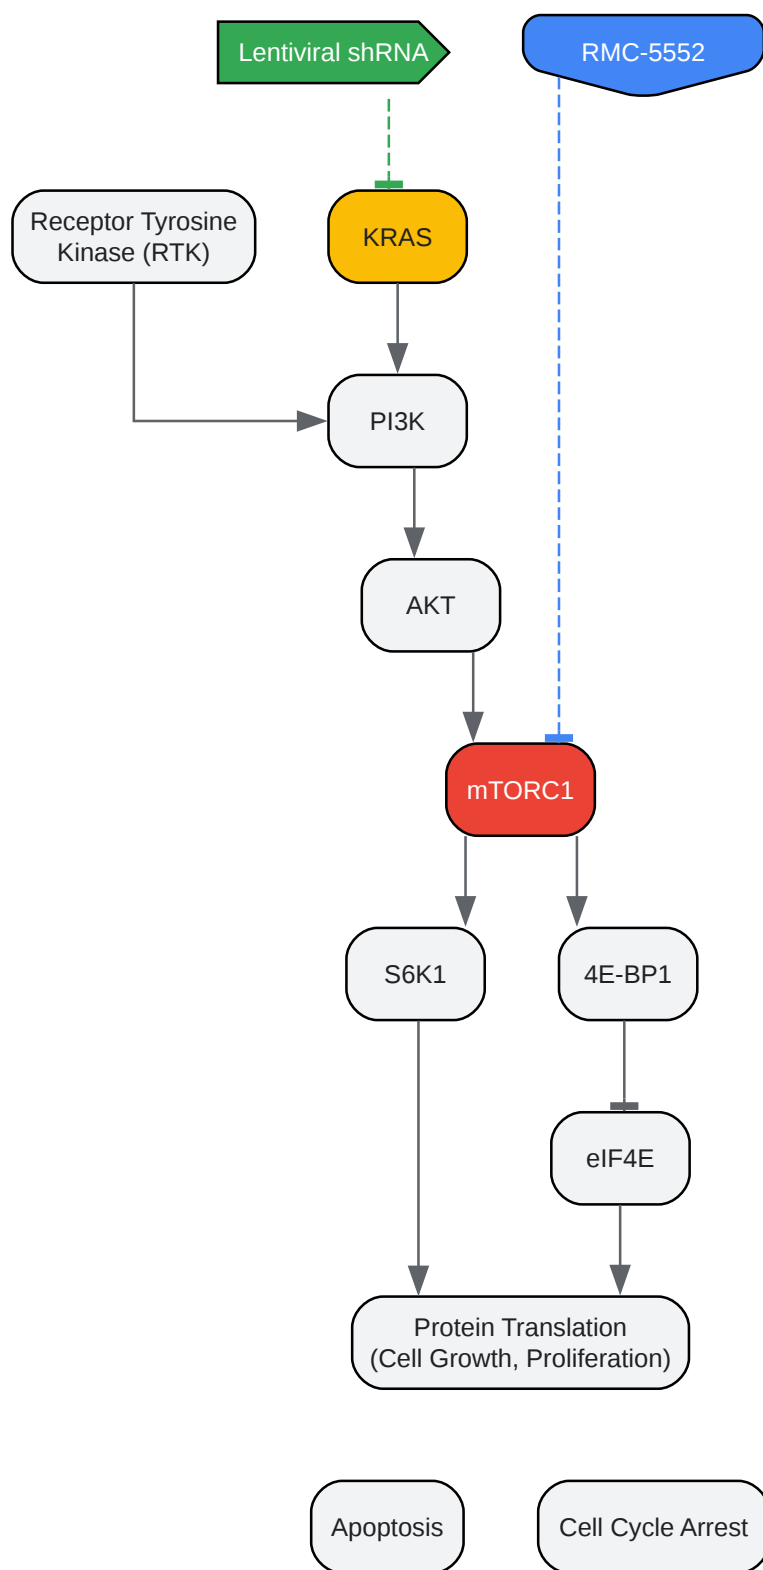 Lentiviral shRNA
RMC-5552
Receptor Tyrosine
Kinase (RTK)
KRAS
PI3K
AKT
mTORC1
S6K1
4E-BP1
eIF4E
Protein Translation
(Cell Growth, Proliferation)
Apoptosis
Cell Cycle Arrest